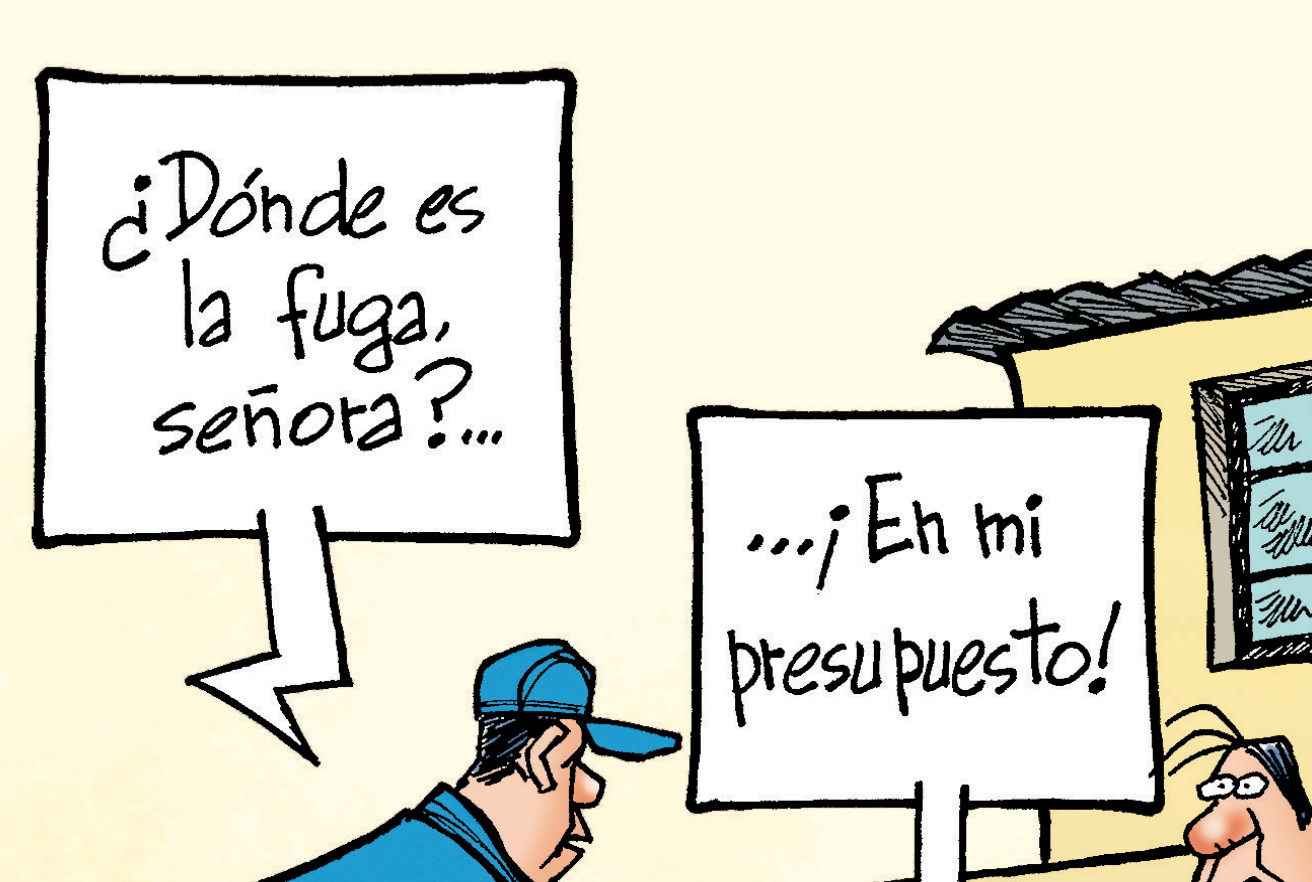 ¿Dónde es
la fuga,
señora?...
...¡En mi
presupuesto!